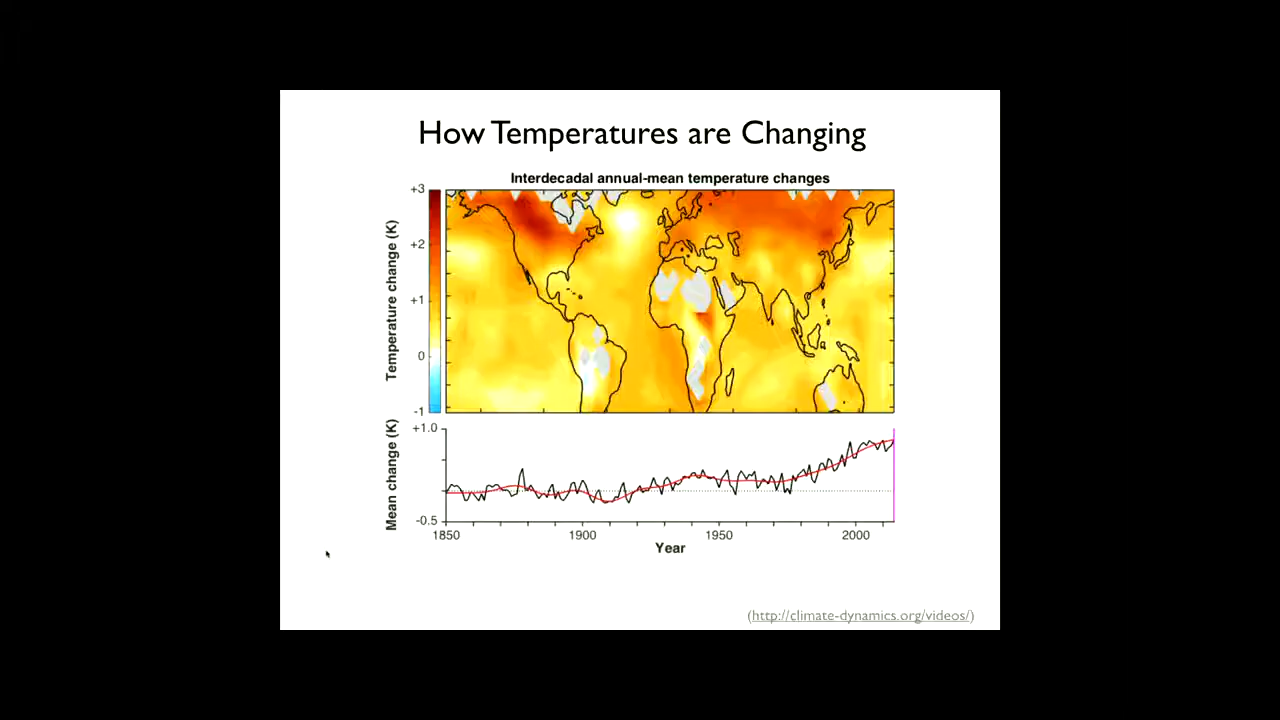 How Temperatures are Changing
Interdecadal annual-mean temperature changes
Temperature change (K)
+3
+2
+1
0
-1
Mean change (K)
+1.0
-0.5
1850
1900
1950
2000
Year
(http://climate-dynamics.org/videos/)